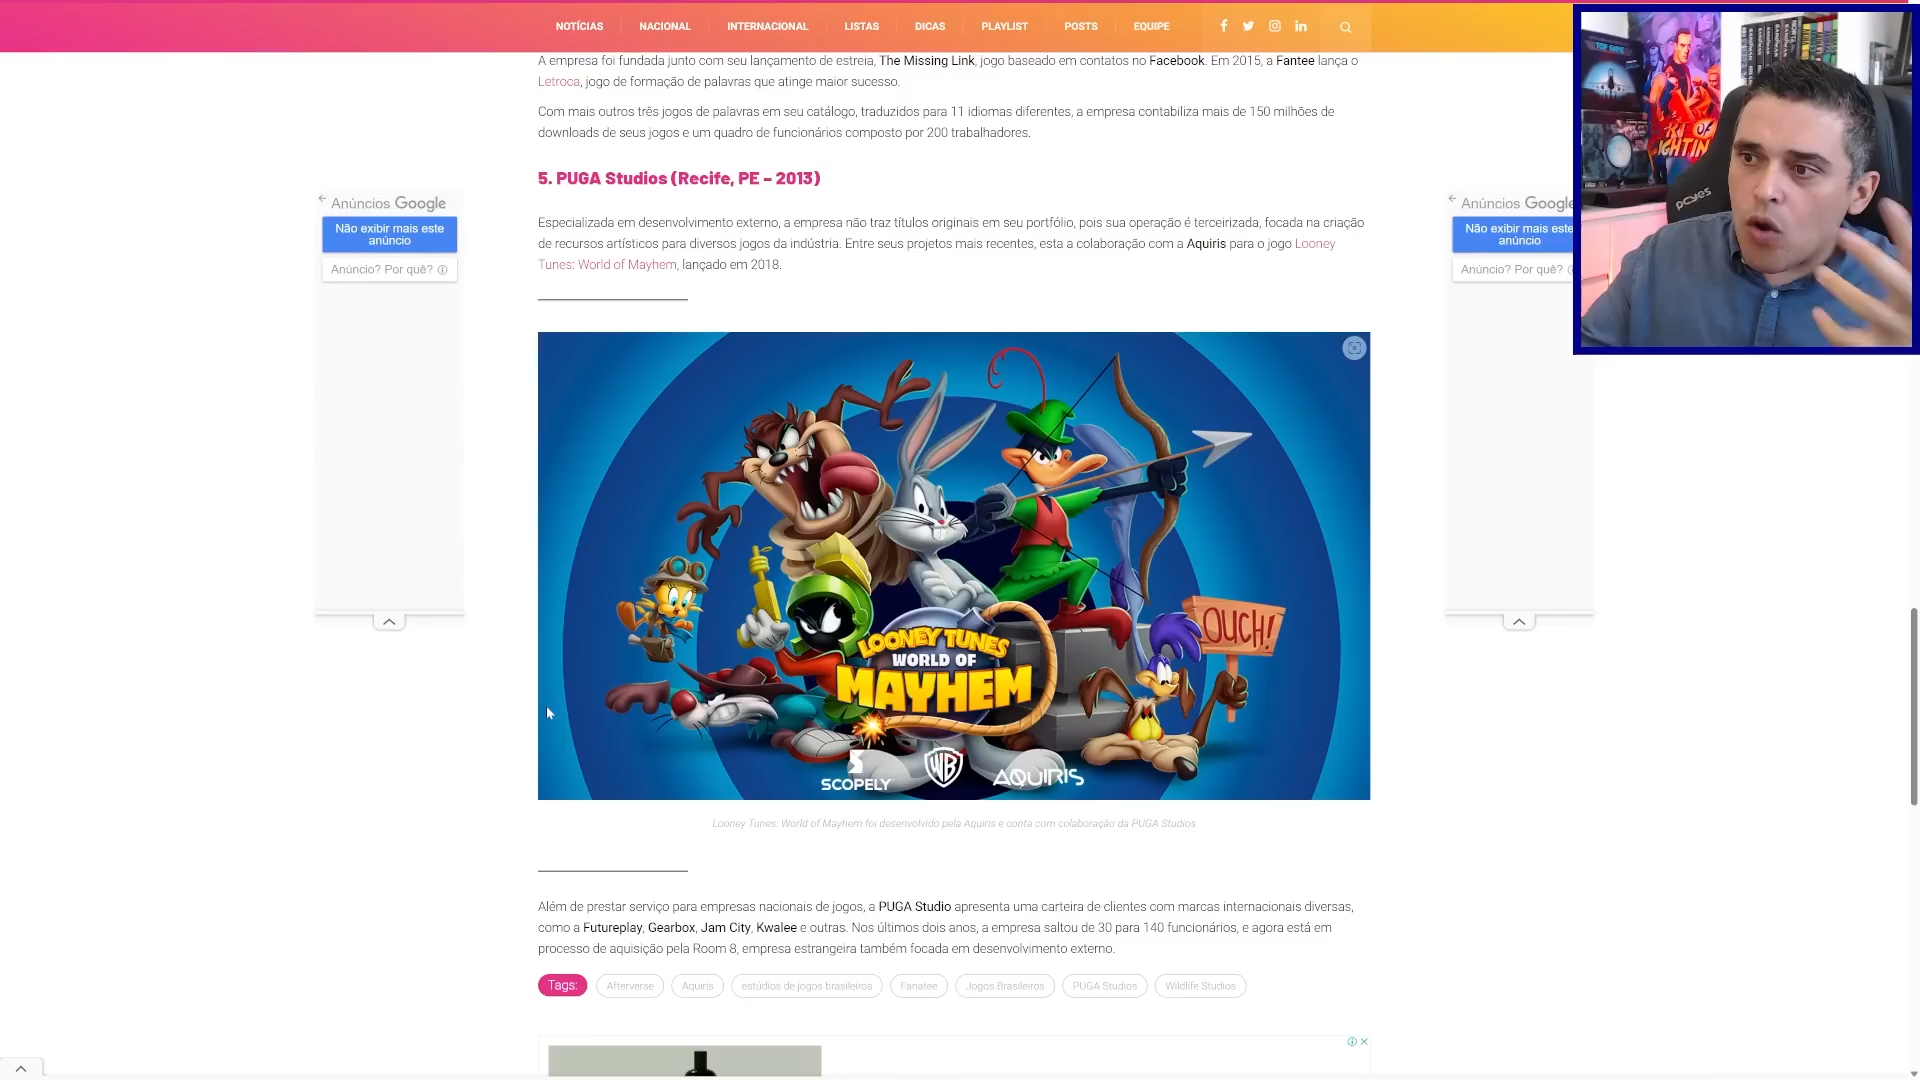 NOTÍCIAS NACIONAL INTERNACIONAL LISTAS DICAS PLAYLIST POSTS EQUIPE
A empresa foi fundada junto com seu lançamento de estreia, The Missing Link, jogo baseado em contatos no Facebook. Em 2015, a Fantee lança o
Letroca, jogo de formação de palavras que atinge maior sucesso.
Com mais outros três jogos de palavras em seu catálogo, traduzidos para 11 idiomas diferentes, a empresa contabiliza mais de 150 milhões de
downloads de seus jogos e um quadro de funcionários composto por 200 trabalhadores.
5. PUGA Studios (Recife, PE – 2013)
Especializada em desenvolvimento externo, a empresa não traz títulos originais em seu portfólio, pois sua operação é terceirizada, focada na criação
de recursos artísticos para diversos jogos da indústria. Entre seus projetos mais recentes, esta a colaboração com a Aquiris para o jogo Looney
Tunes: World of Mayhem, lançado em 2018.
Anúncios Google
Não exibir mais este
anúncio
Anúncio? Por quê?
Anúncios Google
Não exibir mais este
anúncio
Anúncio? Por quê?
TOP GAME
ART OF
FIGHTIN
pcyes
OUCH!
LOONEY TUNES
WORLD OF
MAYHEM
SCOPELY WB AQUIRIS
Looney Tunes: World of Mayhem foi desenvolvido pela Aquiris e conta com colaboração da PUGA Studios
Além de prestar serviço para empresas nacionais de jogos, a PUGA Studio apresenta uma carteira de clientes com marcas internacionais diversas,
como a Futureplay, Gearbox, Jam City, Kwalee e outras. Nos últimos dois anos, a empresa saltou de 30 para 140 funcionários, e agora está em
processo de aquisição pela Room 8, empresa estrangeira também focada em desenvolvimento externo.
Tags: Afterverse Aquiris estúdios de jogos brasileiros Fanatee Jogos Brasileiros PUGA Studios Wildlife Studios